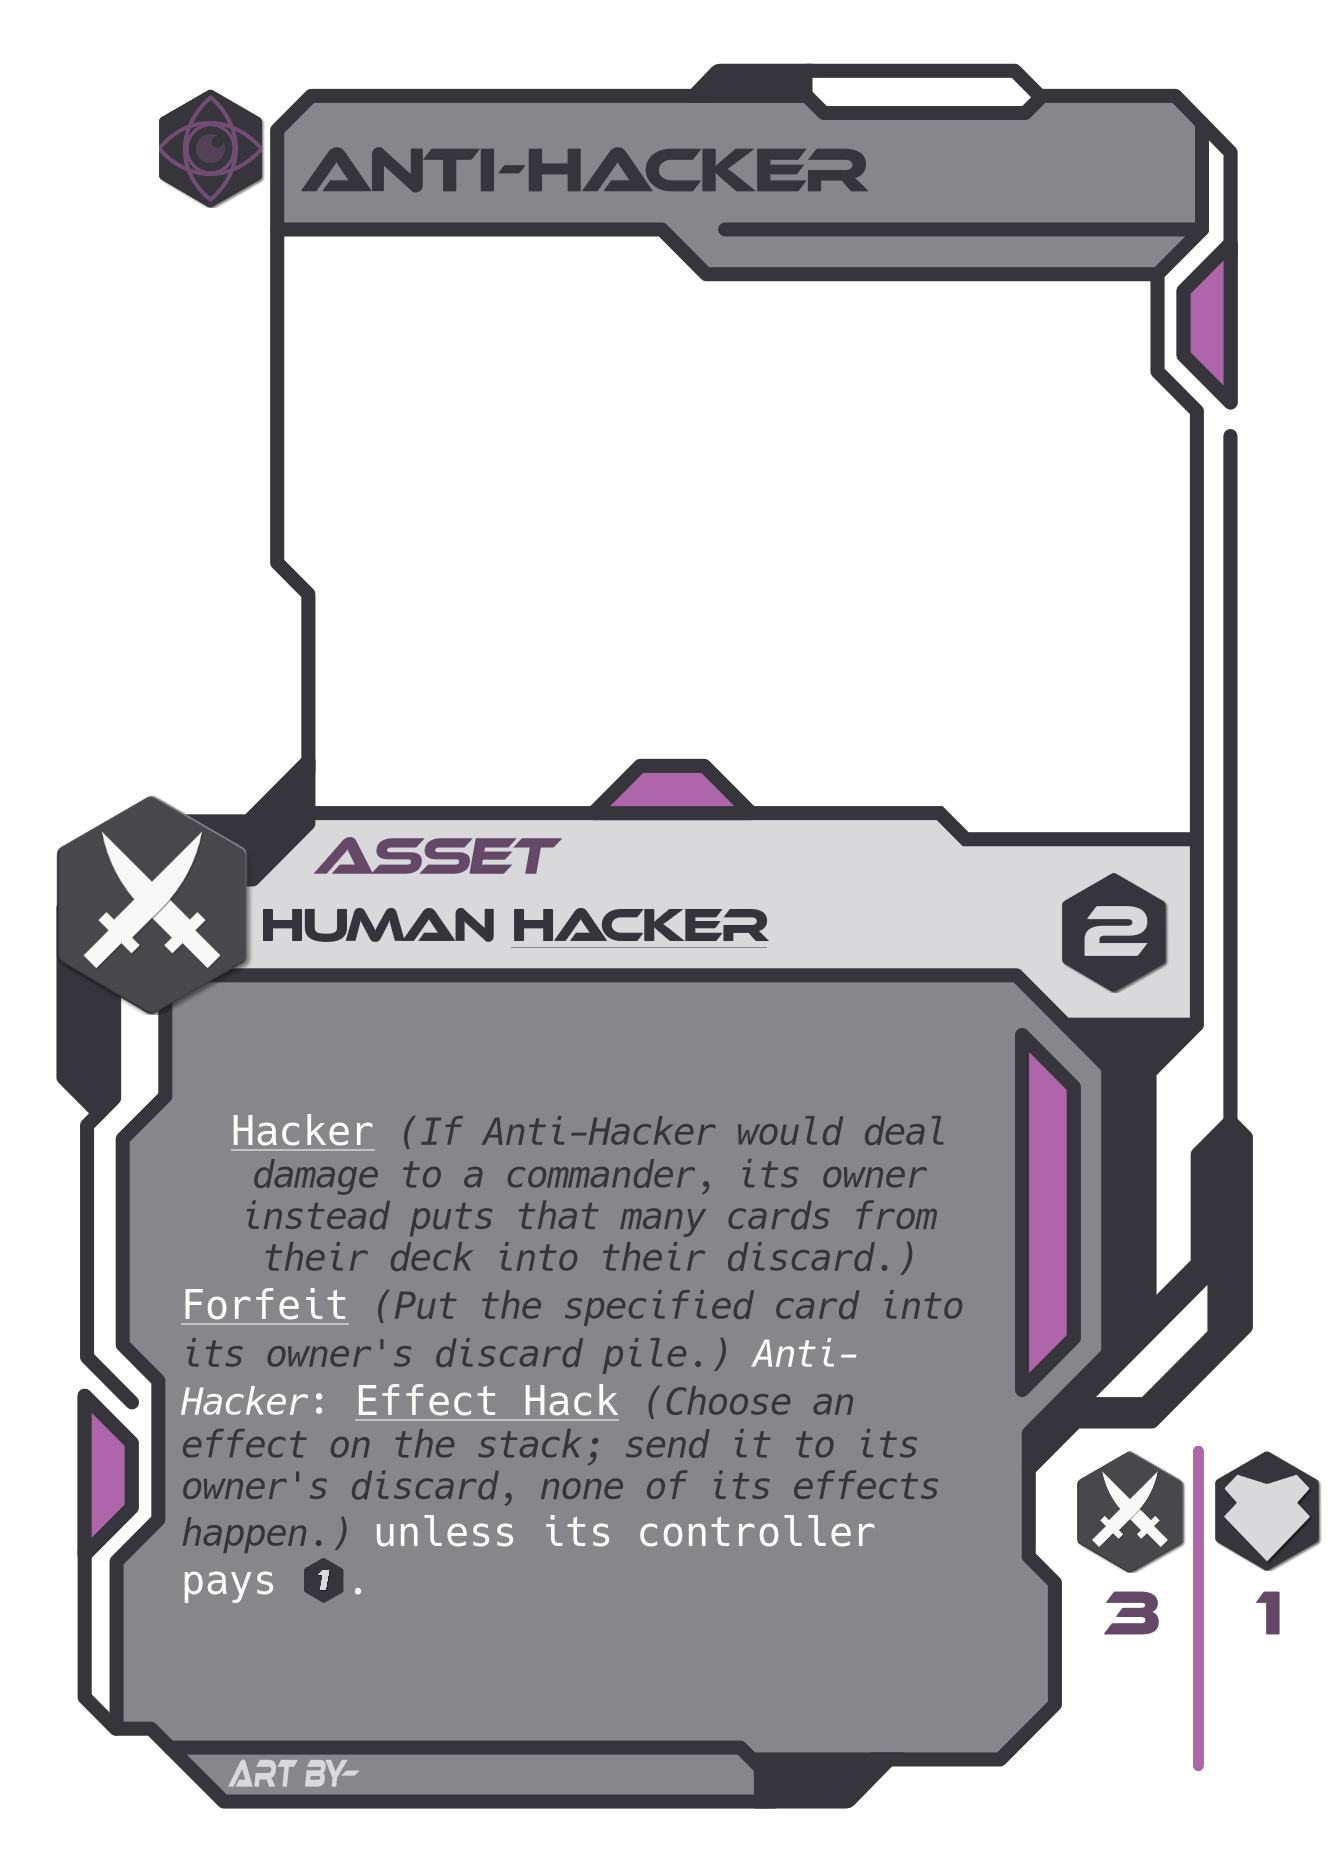 ANTI-HACKER
ASSET
HUMAN HACKER
2
Hacker (If Anti-Hacker would deal
damage to a commander, its owner
instead puts that many cards from
their deck into their discard.)
Forfeit (Put the specified card into
its owner's discard pile.) Anti-
Hacker: Effect Hack (Choose an
effect on the stack; send it to its
owner's discard, none of its effects
happen.) unless its controller
pays 1.
3
1
ART BY-